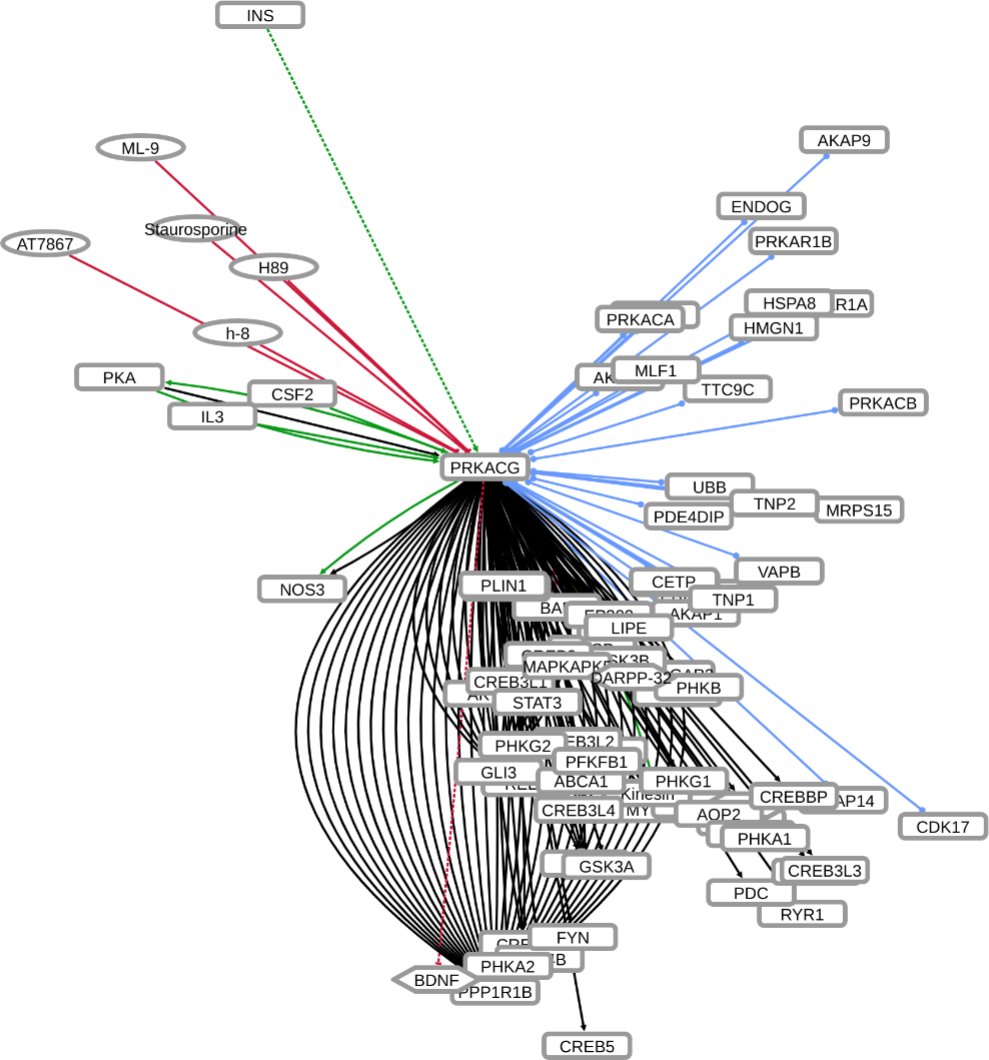 INS
ML-9
AKAP9
ENDOG
Staurosporine
PRKAR1B
AT7867
H89
HSPA8
R1A
PRKACA
HMGN1
h-8
MLF1
PKA
AK
TTC9C
CSF2
PRKACB
IL3
PRKACG
UBB
TNP2
MRPS15
PDE4DIP
VAPB
NOS3
PLIN1
CETP
TNP1
BA
AKAP1
LIPE
SK3B
MAPKAPK
DARPP-32
CREB3L1
PHKB
AK
STAT3
PHKG2
EB3L2
PFKFB1
GLI3
ABCA1
PHKG1
Kinesin
CREBBP
AP14
CREB3L4
MY
AOP2
CDK17
PHKA1
GSK3A
CREB3L3
PDC
RYR1
FYN
CRE
PHKA2
B
BDNF
PPP1R1B
CREB5